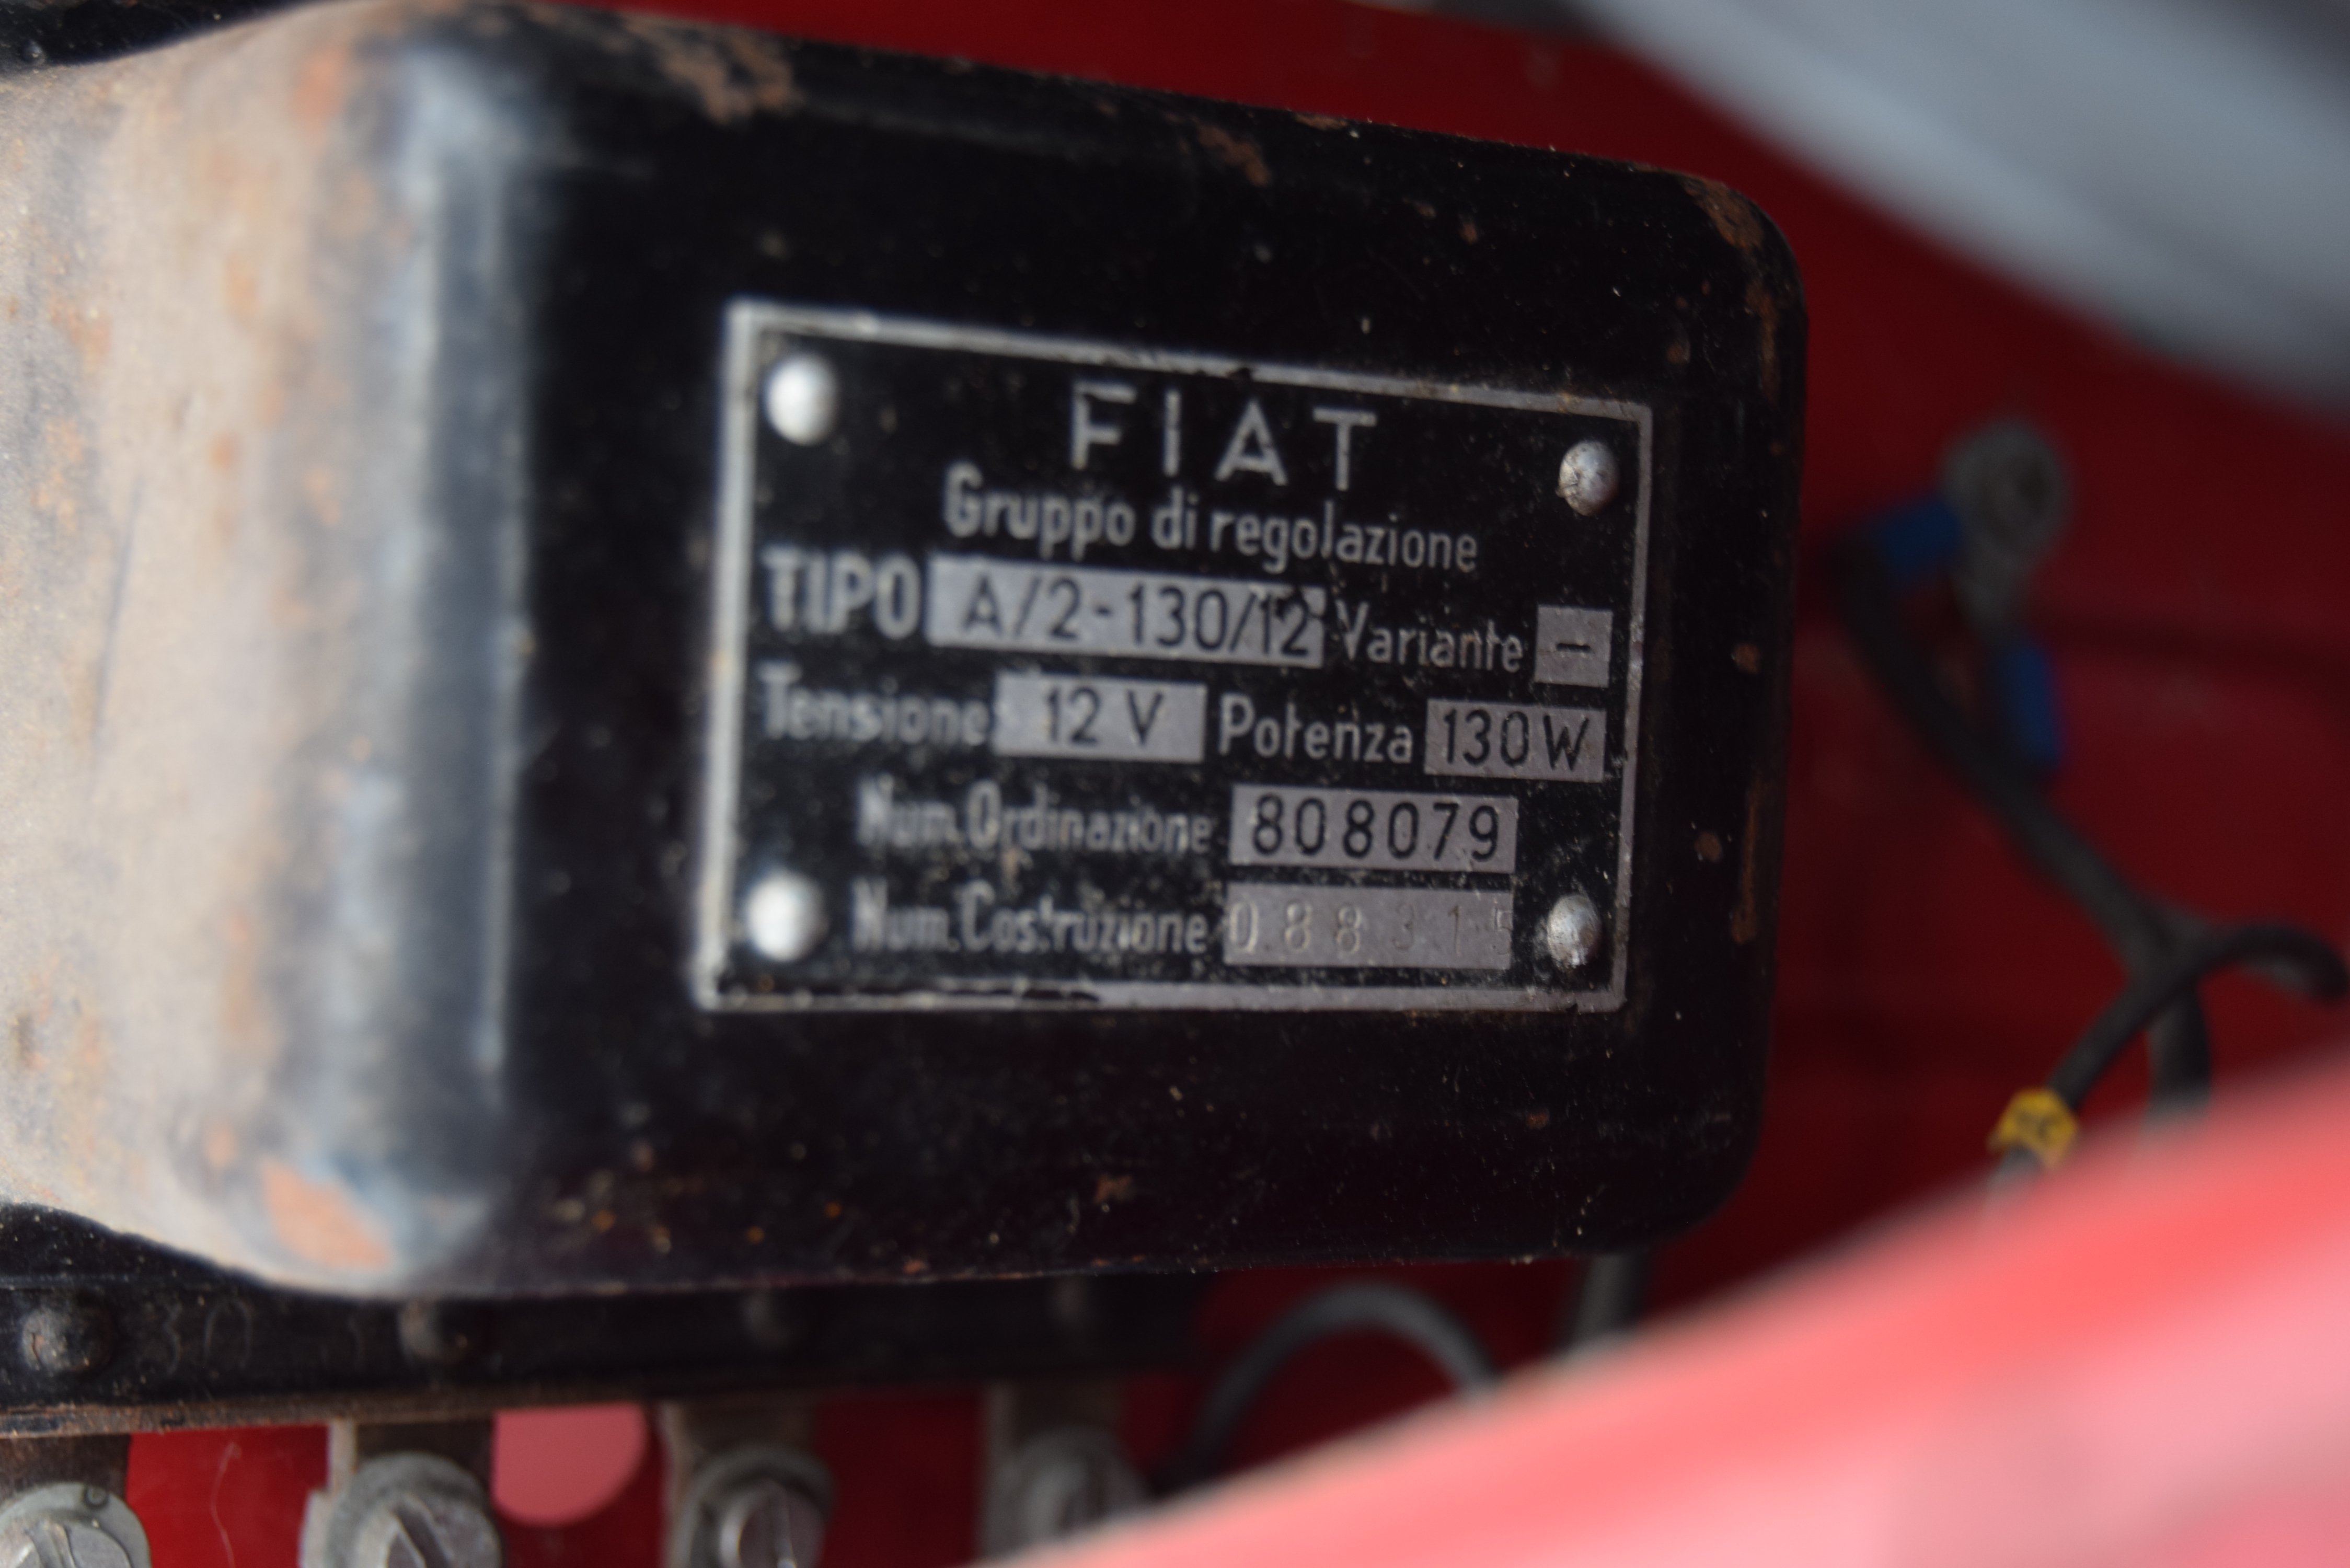 FIAT
Gruppo di regolazione
TIPO A/2-130/12 Variante –
Tensione 12 V Potenza 130W
Num.Ordinazione 808079
Num.Costruzione 088315
30